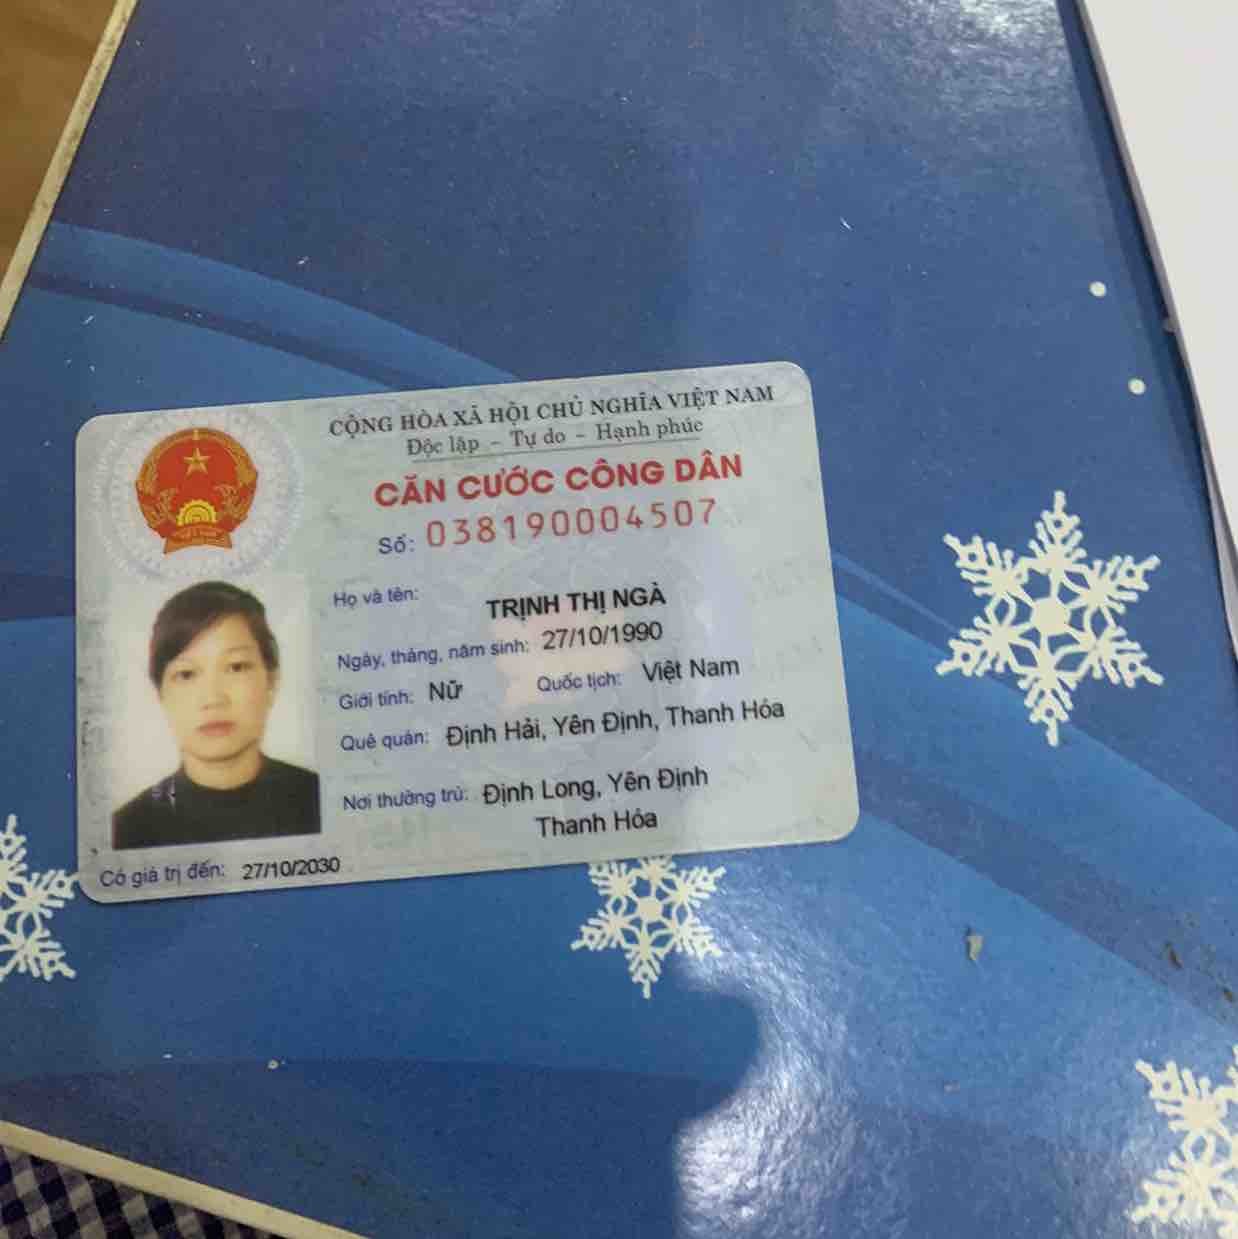 CỘNG HÒA XÃ HỘI CHỦ NGHĨA VIỆT NAM
Độc lập - Tự do - Hạnh phúc
CĂN CƯỚC CÔNG DÂN
Số: 038190004507
Họ và tên: TRỊNH THỊ NGÀ
Ngày, tháng, năm sinh: 27/10/1990
Giới tính: Nữ Quốc tịch: Việt Nam
Quê quán: Định Hải, Yên Định, Thanh Hóa
Nơi thường trú: Định Long, Yên Định
Thanh Hóa
Có giá trị đến: 27/10/2030